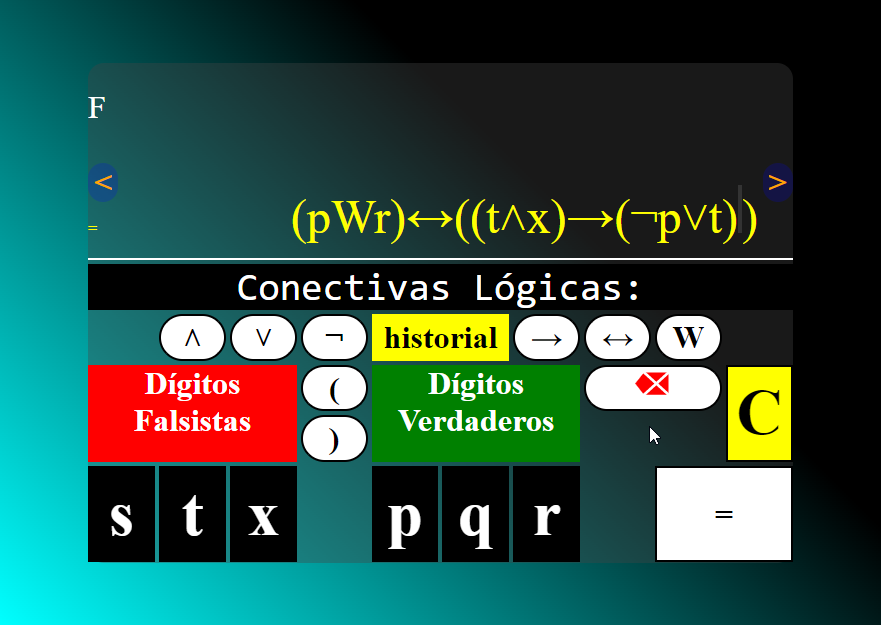 F
< >
= (pWr)↔((t∧x)→(¬p∨t))
Conectivas Lógicas:
∧ ∨ ¬ historial → ↔ W
Dígitos Falsistas ( Dígitos Verdaderos ⌫ C
)
s t x p q r =